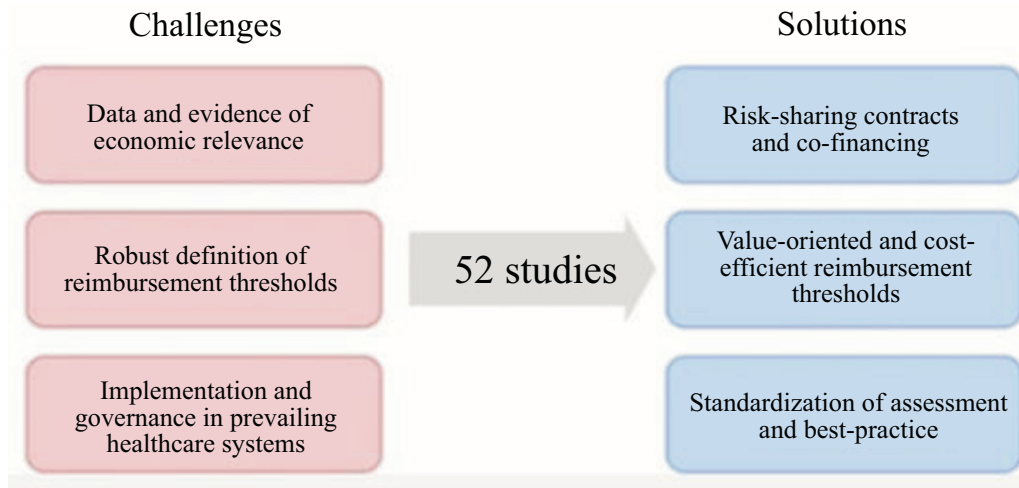 Challenges
Data and evidence of
economic relevance
Robust definition of
reimbursement thresholds
Implementation and
governance in prevailing
healthcare systems
52 studies
Solutions
Risk-sharing contracts
and co-financing
Value-oriented and cost-
efficient reimbursement
thresholds
Standardization of assessment
and best-practice